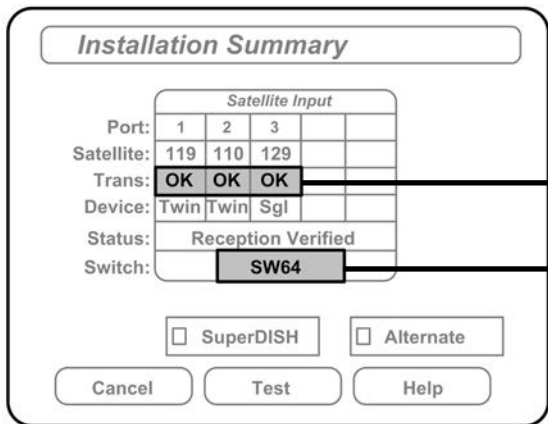 Installation Summary
Satellite Input
Port: 1 2 3
Satellite: 119 110 129
Trans: OK OK OK
Device: Twin Twin Sgl
Status: Reception Verified
Switch: SW64
SuperDISH Alternate
Cancel Test Help